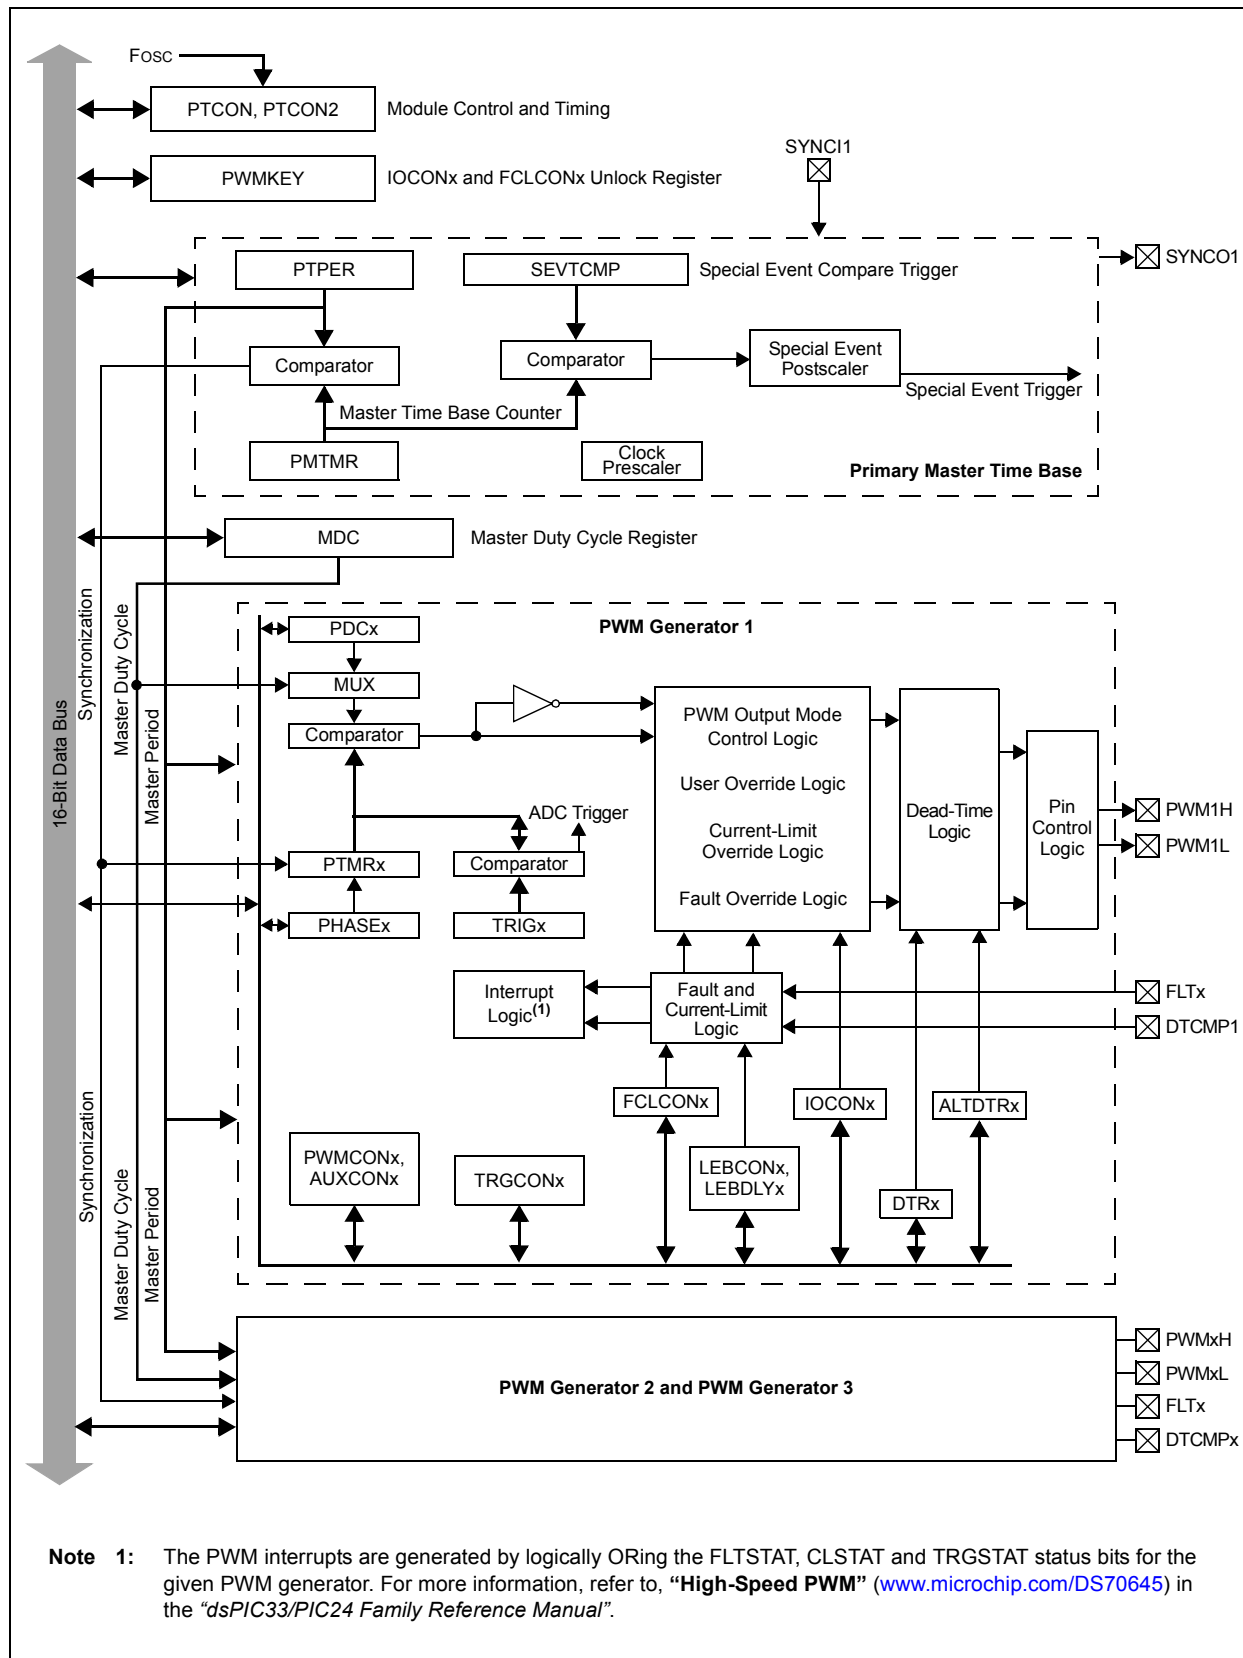 FOSC
PTCON, PTCON2
Module Control and Timing
SYNCI1
PWMKEY
IOCONx and FCLCONx Unlock Register
SYNCO1
PTPER
SEVTCMP
Special Event Compare Trigger
Comparator
Comparator
Special Event
Postscaler
Special Event Trigger
Master Time Base Counter
PMTMR
Clock
Prescaler
Primary Master Time Base
MDC
Master Duty Cycle Register
16-Bit Data Bus
Synchronization
Master Duty Cycle
Master Period
PWM Generator 1
PDCx
MUX
Comparator
PWM Output Mode
Control Logic
User Override Logic
Current-Limit
Override Logic
Fault Override Logic
Dead-Time
Logic
Pin
Control
Logic
PWM1H
PWM1L
ADC Trigger
PTMRx
Comparator
PHASEx
TRIGx
Interrupt
Logic(1)
Fault and
Current-Limit
Logic
FLTx
DTCMP1
FCLCONx
IOCONx
ALTDTRx
PWMCONx,
AUXCONx
TRGCONx
LEBCONx,
LEBDLYx
DTRx
Synchronization
Master Duty Cycle
Master Period
PWM Generator 2 and PWM Generator 3
PWMxH
PWMxL
FLTx
DTCMPx
Note 1: The PWM interrupts are generated by logically ORing the FLTSTAT, CLSTAT and TRGSTAT status bits for the
given PWM generator. For more information, refer to, “High-Speed PWM” (www.microchip.com/DS70645) in
the “dsPIC33/PIC24 Family Reference Manual”.